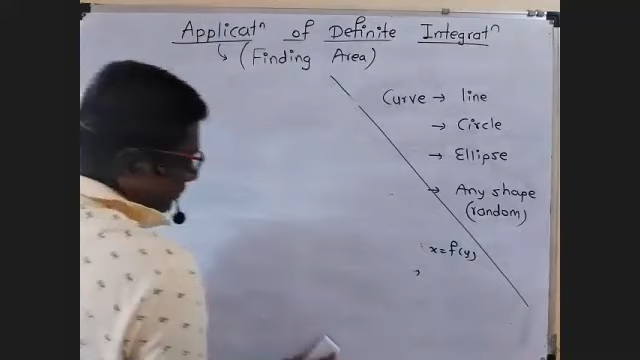 Applicatⁿ of Definite Integratⁿ
↳ (Finding Area)
Curve → line
→ Circle
→ Ellipse
→ Any shape
(random)
x=f(y)